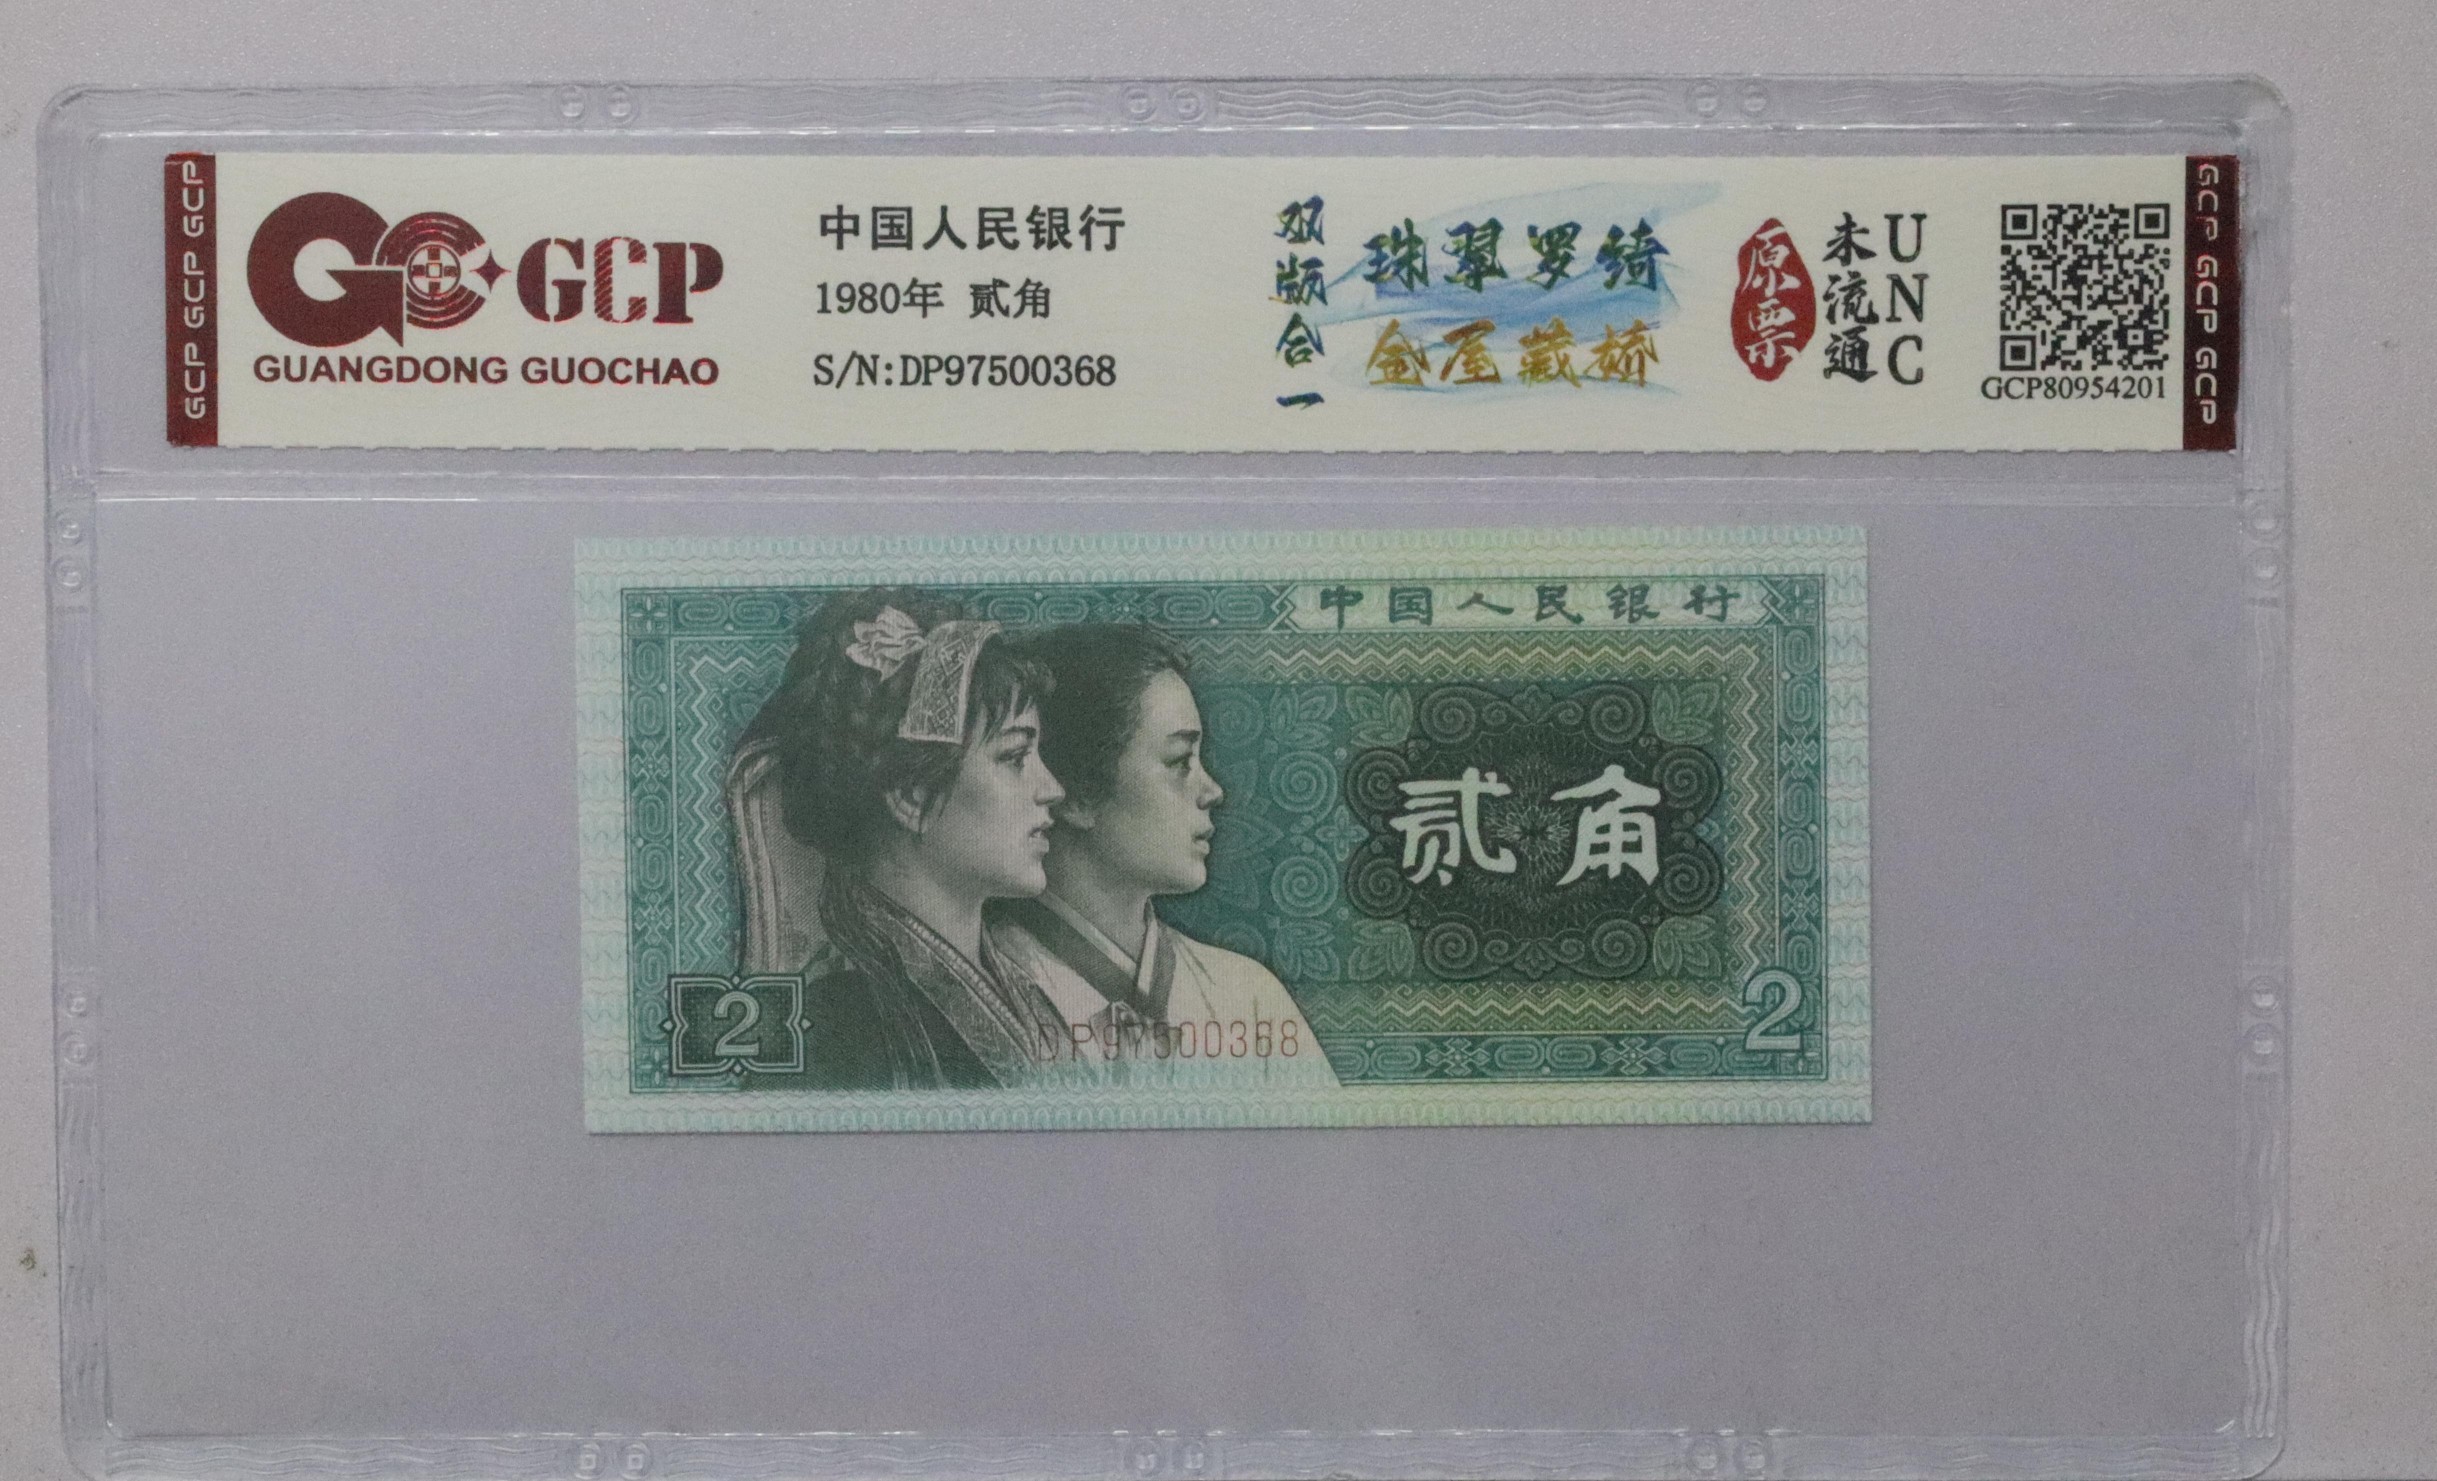 GCP GCP GCP
GCP
GUANGDONG GUOCHAO
中国人民银行
1980年 贰角
S/N:DP97500368
双版合一
珠翠罗绮
金屋藏娇
原票
未流通
UNC
GCP80954201
GCP GCP GCP
中国人民银行
贰角
2
DP97500368
2